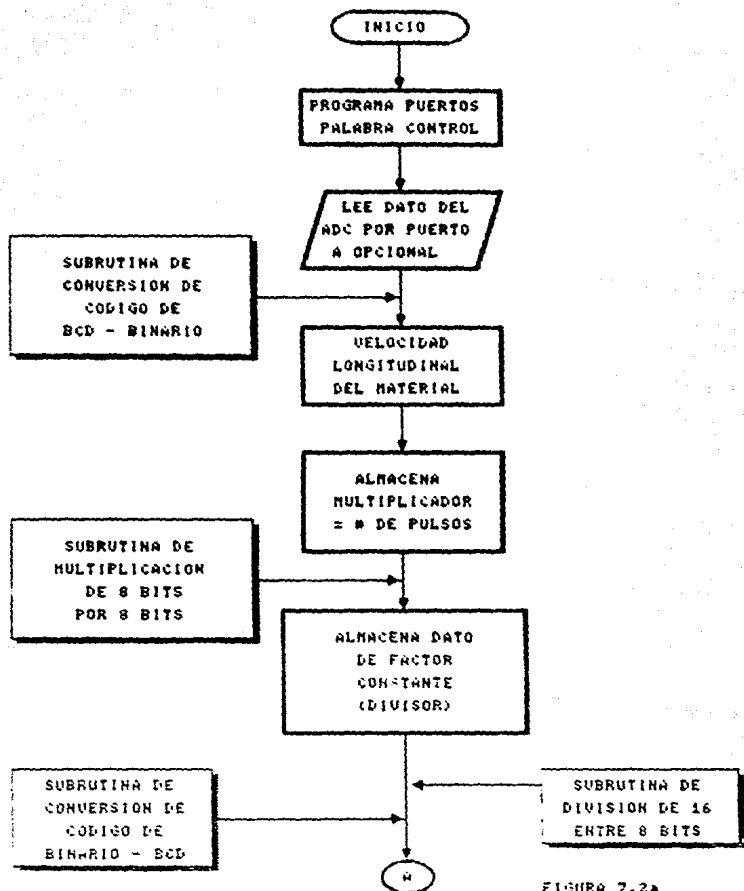 INICIO
PROGRAMA PUERTOS
PALABRA CONTROL
LEE DATO DEL
ADC POR PUERTO
A OPCIONAL
SUBRUTINA DE
CONVERSION DE
CODIGO DE
BCD - BINARIO
VELOCIDAD
LONGITUDINAL
DEL MATERIAL
ALMACENA
MULTIPLICADOR
= # DE PULSOS
SUBRUTINA DE
MULTIPLICACION
DE 8 BITS
POR 8 BITS
ALMACENA DATO
DE FACTOR
CONSTANTE
(DIVISOR)
SUBRUTINA DE
CONVERSION DE
CODIGO DE
BINARIO - BCD
SUBRUTINA DE
DIVISION DE 16
ENTRE 8 BITS
A
FIGURA 7.2a